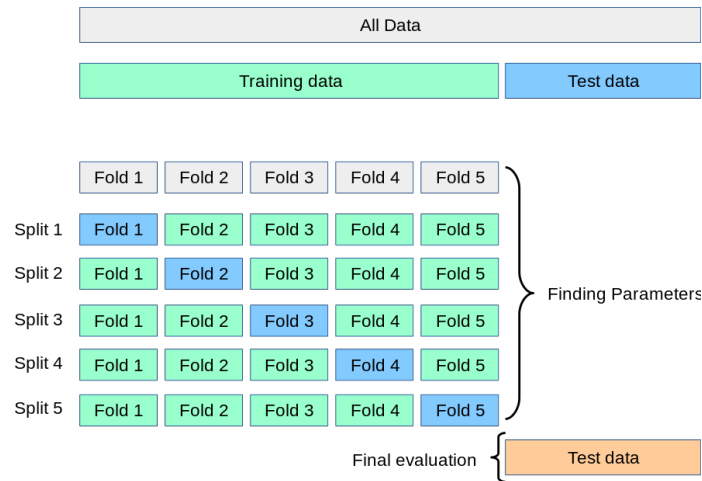 All Data
Training data Test data
Fold 1 Fold 2 Fold 3 Fold 4 Fold 5
Split 1 Fold 1 Fold 2 Fold 3 Fold 4 Fold 5
Split 2 Fold 1 Fold 2 Fold 3 Fold 4 Fold 5
Finding Parameters
Split 3 Fold 1 Fold 2 Fold 3 Fold 4 Fold 5
Split 4 Fold 1 Fold 2 Fold 3 Fold 4 Fold 5
Split 5 Fold 1 Fold 2 Fold 3 Fold 4 Fold 5
Final evaluation Test data